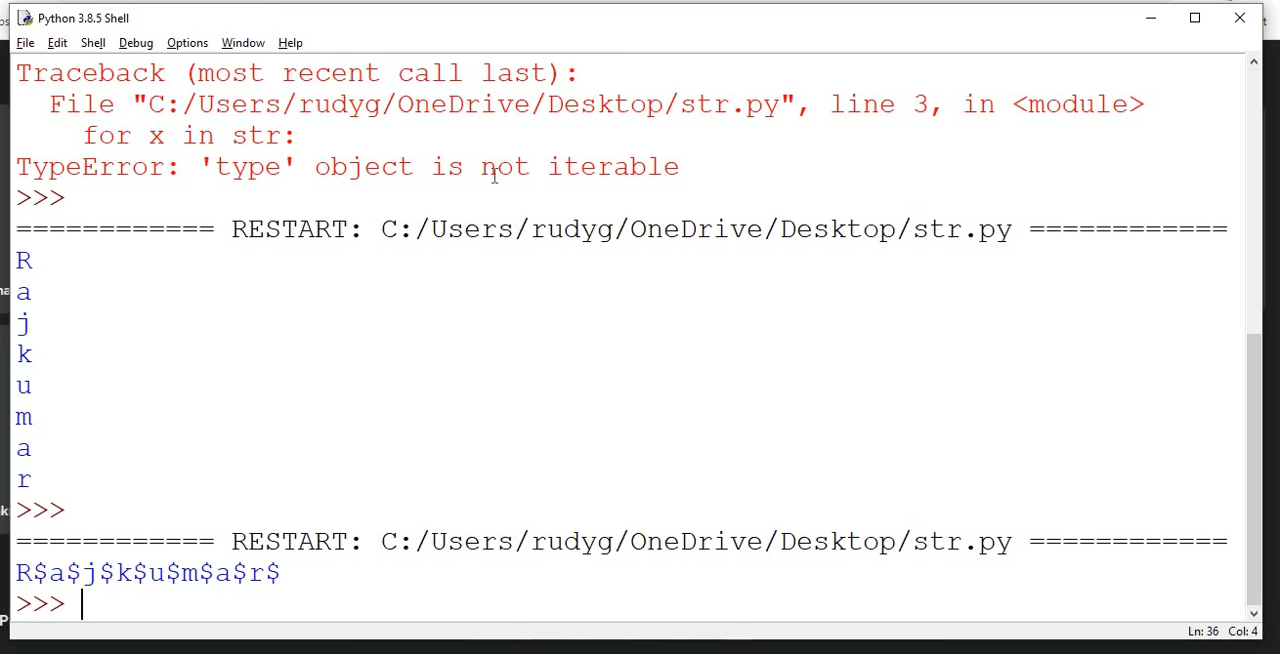 Python 3.8.5 Shell
File Edit Shell Debug Options Window Help
Traceback (most recent call last):
  File "C:/Users/rudyg/OneDrive/Desktop/str.py", line 3, in <module>
    for x in str:
TypeError: 'type' object is not iterable
>>>
============ RESTART: C:/Users/rudyg/OneDrive/Desktop/str.py ============
R
a
j
k
u
m
a
r
>>>
============ RESTART: C:/Users/rudyg/OneDrive/Desktop/str.py ============
R$a$j$k$u$m$a$r$
>>>
Ln: 36 Col: 4